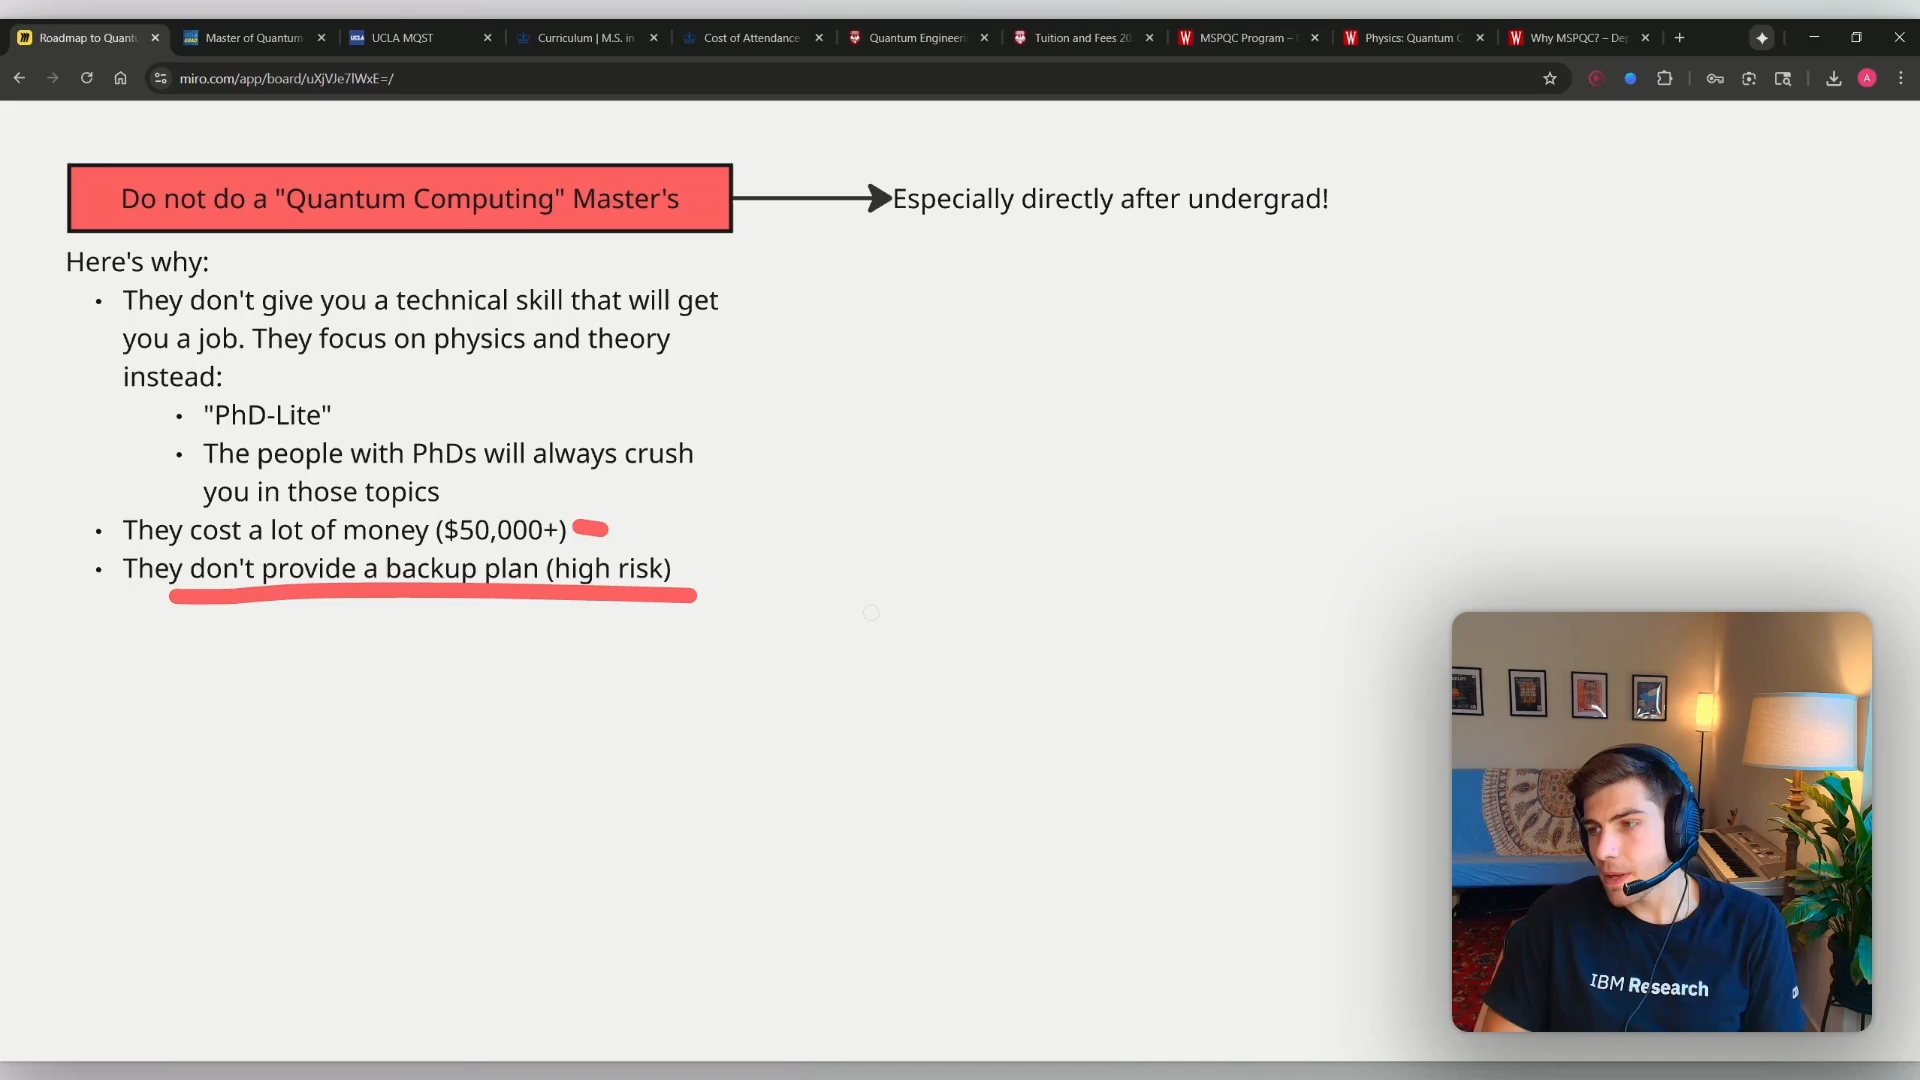 Roadmap to Quant
Master of Quantum
UCLA MQST
Curriculum | M.S. in
Cost of Attendance
Quantum Engineeri
Tuition and Fees 20
MSPQC Program –
Physics: Quantum C
Why MSPQC? – Dep
miro.com/app/board/uXjVJe7lWxE=/
A
Do not do a "Quantum Computing" Master's
Especially directly after undergrad!
Here's why:
• They don't give you a technical skill that will get
you a job. They focus on physics and theory
instead:
• "PhD-Lite"
• The people with PhDs will always crush
you in those topics
• They cost a lot of money ($50,000+)
• They don't provide a backup plan (high risk)
IBM Research